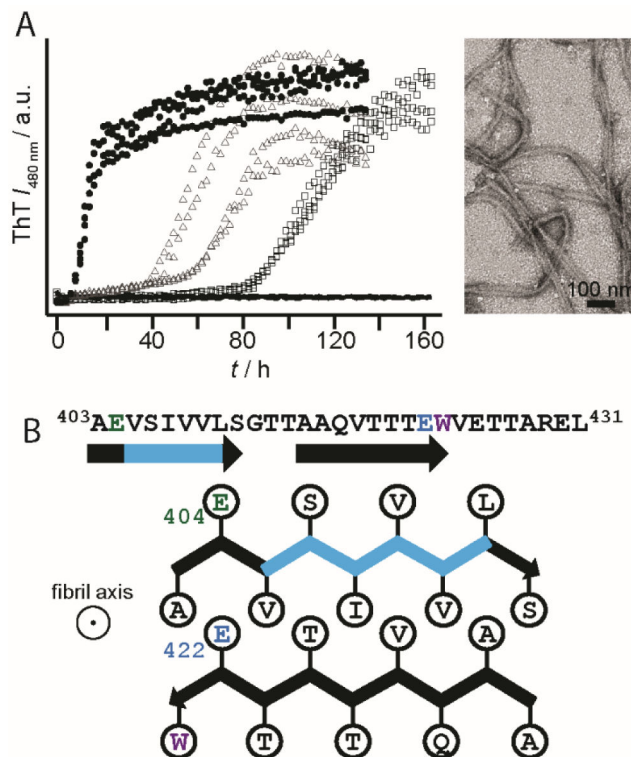 A
ThT I480 nm / a.u.
0 40 80 120 160
t / h
100 nm
B
⁴⁰³AEVSIVVLSGTTAAQVTTTEWVETTAREL⁴³¹
E S V L
404
A V I V S
fibril axis
E T V A
422
W T T Q A